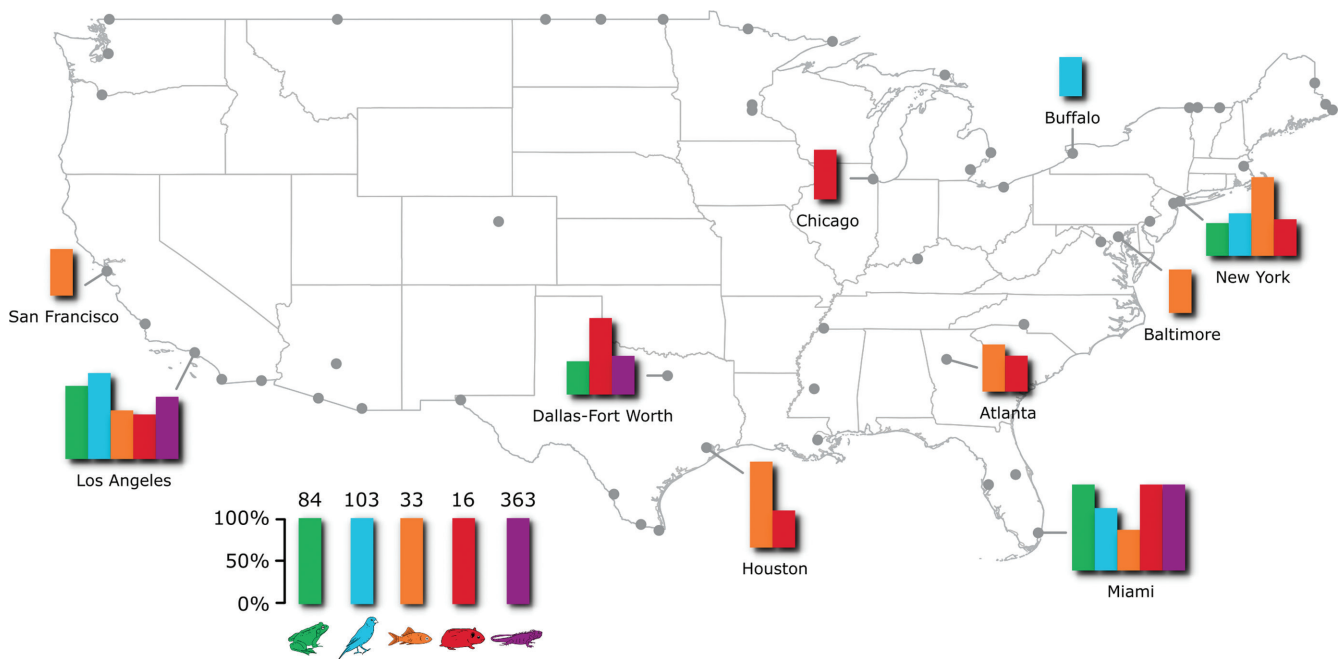 Buffalo
Chicago
New York
San Francisco
Baltimore
Dallas-Fort Worth
Atlanta
Los Angeles
84 103 33 16 363
100%
50%
0%
Houston
Miami